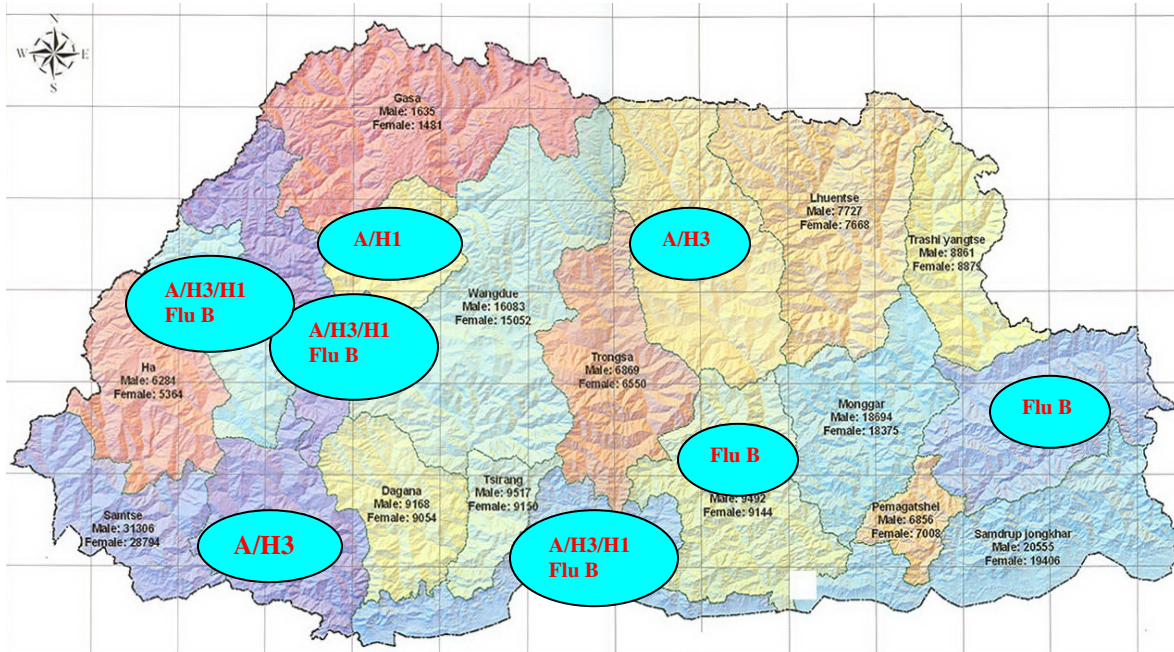 N
W E
S
Gasa
Male: 1635
Female: 1481
Lhuentse
Male: 7727
Female: 7668
Trashi yangtse
Male: 8861
Female: 8879
A/H1
A/H3
A/H3/H1
Flu B
Wangdue
Male: 16083
Female: 15052
A/H3/H1
Flu B
Ha
Male: 6284
Female: 5364
Trongsa
Male: 6869
Female: 6550
Monggar
Male: 18694
Female: 18375
Flu B
Flu B
Male: 9492
Female: 9144
Dagana
Male: 9168
Female: 9054
Tsirang
Male: 9517
Female: 9150
Pemagatshel
Male: 6856
Female: 7008
Samtse
Male: 31306
Female: 28794
A/H3
A/H3/H1
Flu B
Samdrup jongkhar
Male: 20555
Female: 19406